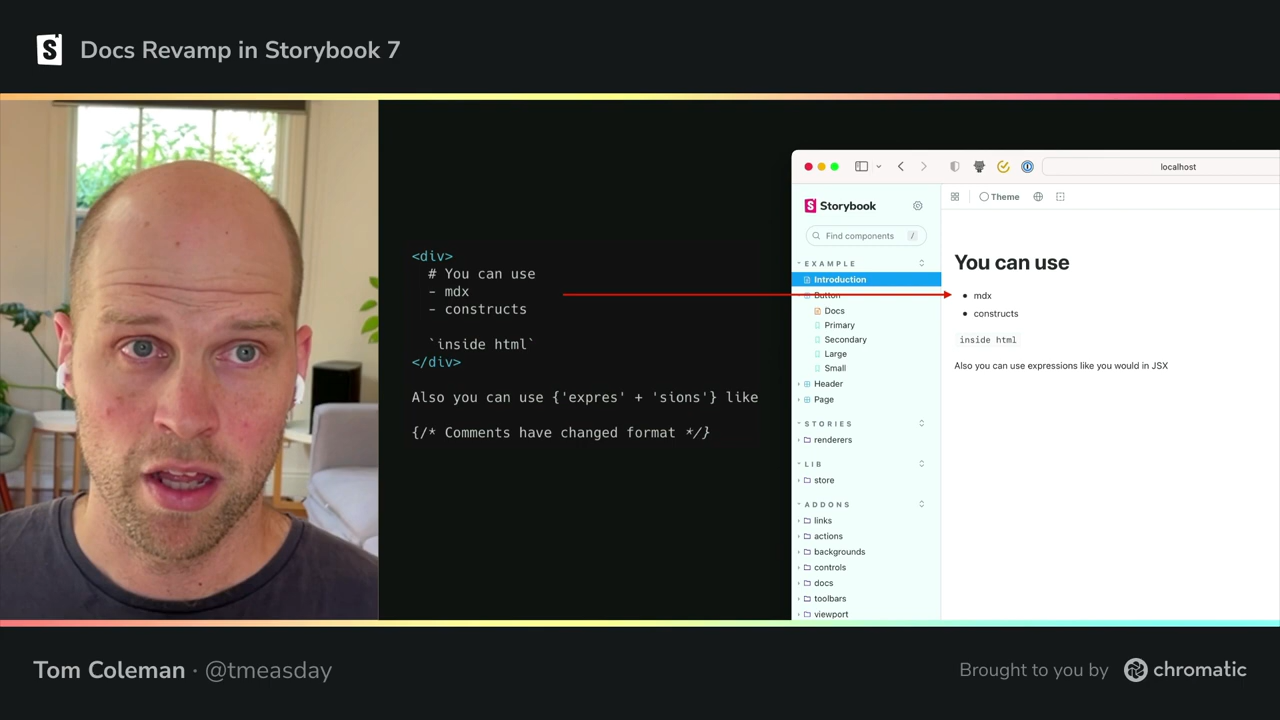 S Docs Revamp in Storybook 7
<div>
# You can use
- mdx
- constructs
`inside html`
</div>
Also you can use {'expres' + 'sions'} like
{/* Comments have changed format */}
localhost
S Storybook
Find components /
EXAMPLE
Introduction
Button
Docs
Primary
Secondary
Large
Small
Header
Page
STORIES
renderers
LIB
store
ADDONS
links
actions
backgrounds
controls
docs
toolbars
viewport
Theme
You can use
• mdx
• constructs
inside html
Also you can use expressions like you would in JSX
Tom Coleman · @tmeasday
Brought to you by chromatic